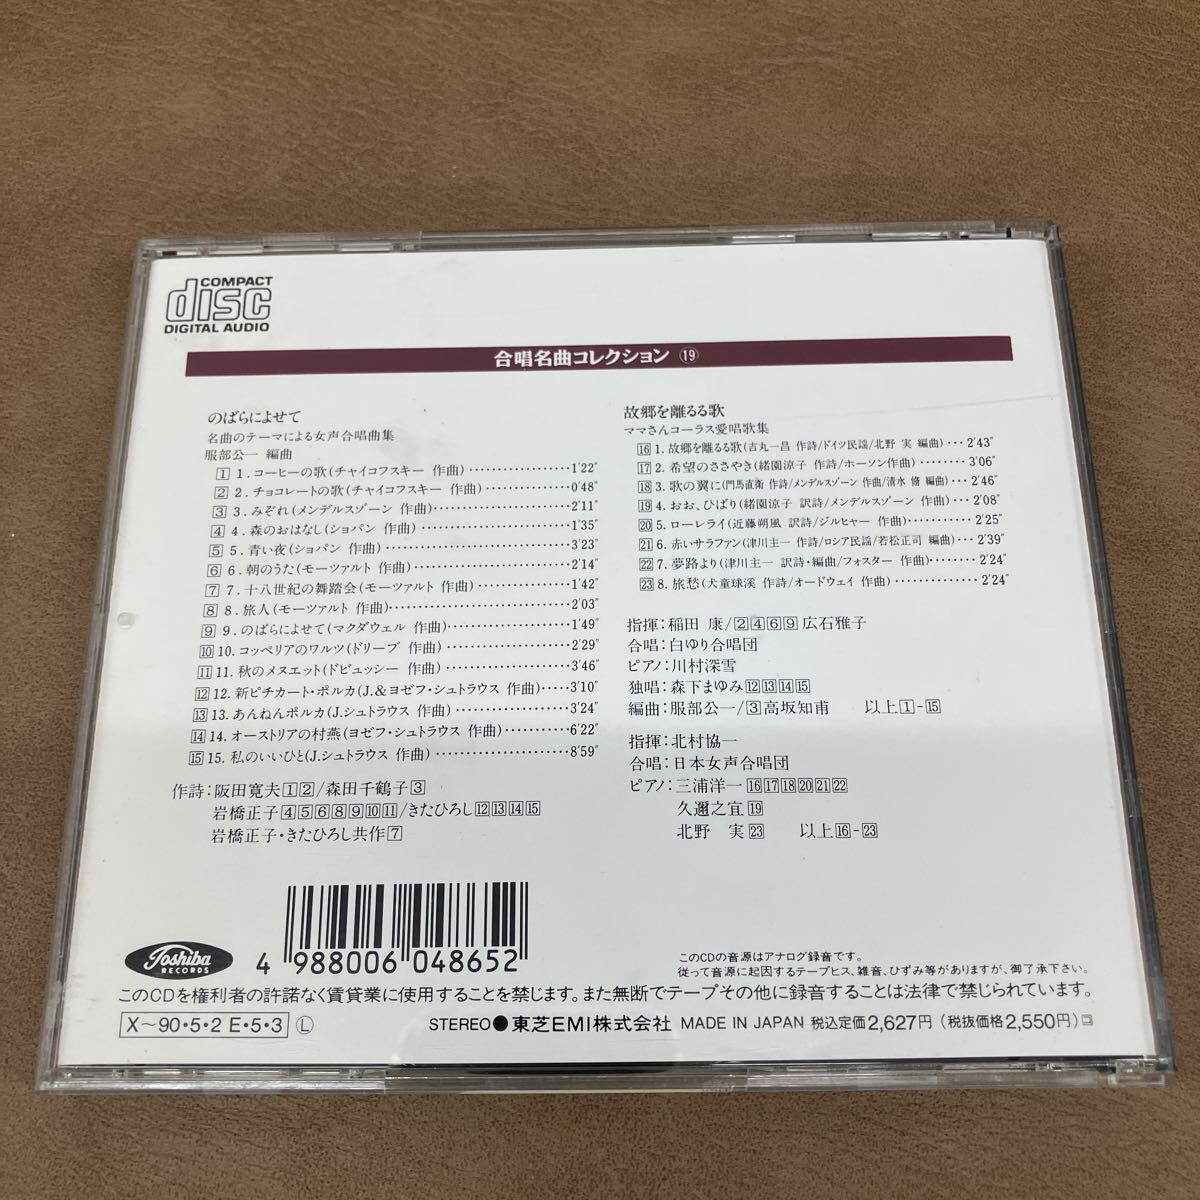 COMPACT
disc
DIGITAL AUDIO
合唱名曲コレクション ⑲
のばらによせて
名曲のテーマによる女声合唱曲集
服部公一 編曲
1 1. コーヒーの歌(チャイコフスキー 作曲)………………1'22"
2 2. チョコレートの歌(チャイコフスキー 作曲)…………0'48"
3 3. みぞれ(メンデルスゾーン 作曲)………………………2'11"
4 4. 森のおはなし(ショパン 作曲)…………………………1'35"
5 5. 青い夜(ショパン 作曲)…………………………………3'23"
6 6. 朝のうた(モーツァルト 作曲)…………………………2'14"
7 7. 十八世紀の舞踏会(モーツァルト 作曲)………………1'42"
8 8. 旅人(モーツァルト 作曲)………………………………2'03"
9 9. のばらによせて(マクダウェル 作曲)…………………1'49"
10 10. コッペリアのワルツ(ドリーブ 作曲)………………2'29"
11 11. 秋のメヌエット(ドビュッシー 作曲)………………3'46"
12 12. 新ピチカート・ポルカ(J.&ヨゼフ・シュトラウス 作曲)……3'10"
13 13. あんねんポルカ(J.シュトラウス 作曲)……………3'24"
14 14. オーストリアの村燕(ヨゼフ・シュトラウス 作曲)………6'22"
15 15. 私のいいひと(J.シュトラウス 作曲)………………8'59"
作詩:阪田寛夫1 2/森田千鶴子3
岩橋正子4 5 6 8 9 10 11/きたひろし12 13 14 15
岩橋正子・きたひろし共作7
故郷を離るる歌
ママさんコーラス愛唱歌集
16 1. 故郷を離るる歌(吉丸一昌 作詩/ドイツ民謡/北野 実 編曲)…2'43"
17 2. 希望のささやき(緒園涼子 作詩/ホーソン作曲)………3'06"
18 3. 歌の翼に(門馬直衛 作詩/メンデルスゾーン 作曲/清水 脩 編曲)…2'46"
19 4. おお、ひばり(緒園涼子 訳詩/メンデルスゾーン 作曲)…2'08"
20 5. ローレライ(近藤朔風 訳詩/ジルヒャー 作曲)…………2'25"
21 6. 赤いサラファン(津川主一 作詩/ロシア民謡/若松正司 編曲)…2'39"
22 7. 夢路より(津川主一 訳詩・編曲/フォスター 作曲)………2'24"
23 8. 旅愁(犬童球溪 作詩/オードウェイ 作曲)……………2'24"
指揮:稲田 康/2 4 6 9広石雅子
合唱:白ゆり合唱団
ピアノ:川村深雪
独唱:森下まゆみ12 13 14 15
編曲:服部公一/3高坂知甫 以上1-15
指揮:北村協一
合唱:日本女声合唱団
ピアノ:三浦洋一16 17 18 20 21 22
久邇之宜19
北野 実23 以上16-23
4 988006 048652
Toshiba
RECORDS
このCDの音源はアナログ録音です。
従って音源に起因するテープヒス、雑音、ひずみ等がありますが、御了承下さい。
このCDを権利者の許諾なく賃貸業に使用することを禁じます。また無断でテープその他に録音することは法律で禁じられています。
X～90・5・2 E・5・3 Ⓛ STEREO●東芝EMI株式会社 MADE IN JAPAN 税込定価2,627円(税抜価格2,550円)ロ